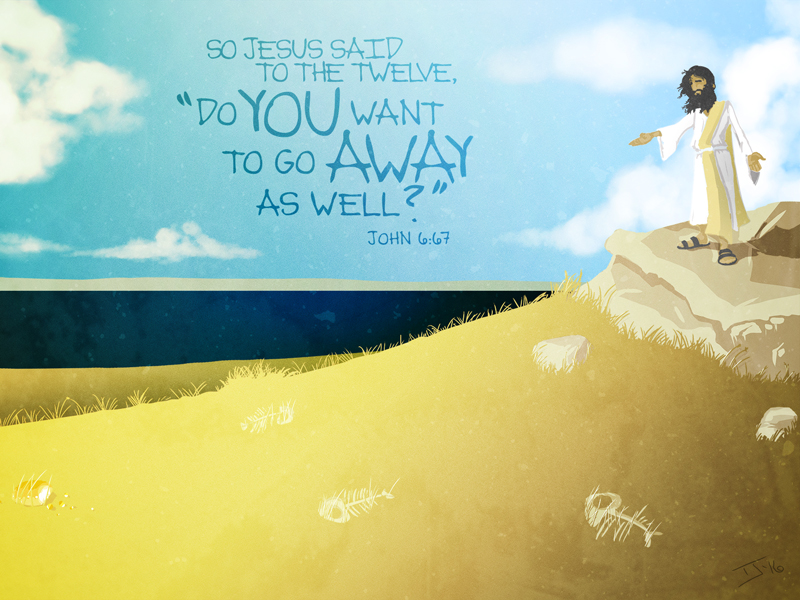 SO JESUS SAID
TO THE TWELVE,
"DO YOU WANT
TO GO AWAY
AS WELL?"
JOHN 6:67